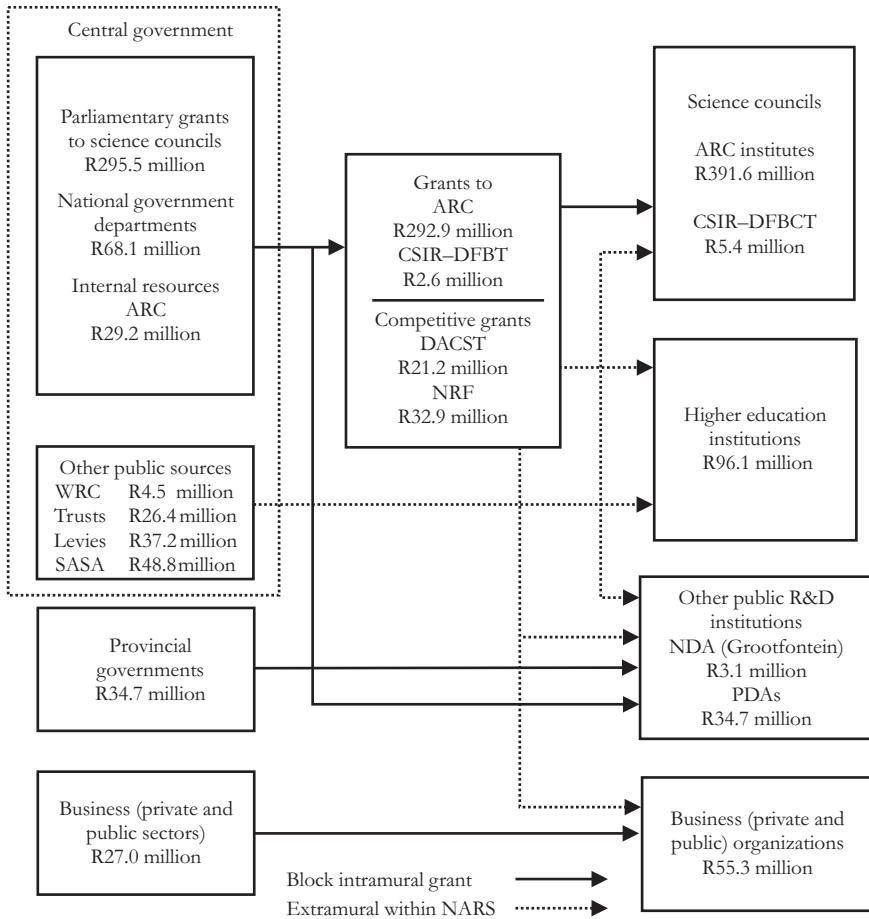 Central government
Parliamentary grants
to science councils
R295.5 million
National government
departments
R68.1 million
Internal resources
ARC
R29.2 million
Other public sources
WRC R4.5 million
Trusts R26.4 million
Levies R37.2 million
SASA R48.8 million
Provincial
governments
R34.7 million
Business (private and
public sectors)
R27.0 million
Grants to
ARC
R292.9 million
CSIR–DFBT
R2.6 million
Competitive grants
DACST
R21.2 million
NRF
R32.9 million
Science councils
ARC institutes
R391.6 million
CSIR–DFBCT
R5.4 million
Higher education
institutions
R96.1 million
Other public R&D
institutions
NDA (Grootfontein)
R3.1 million
PDAs
R34.7 million
Business (private and
public) organizations
R55.3 million
Block intramural grant
Extramural within NARS